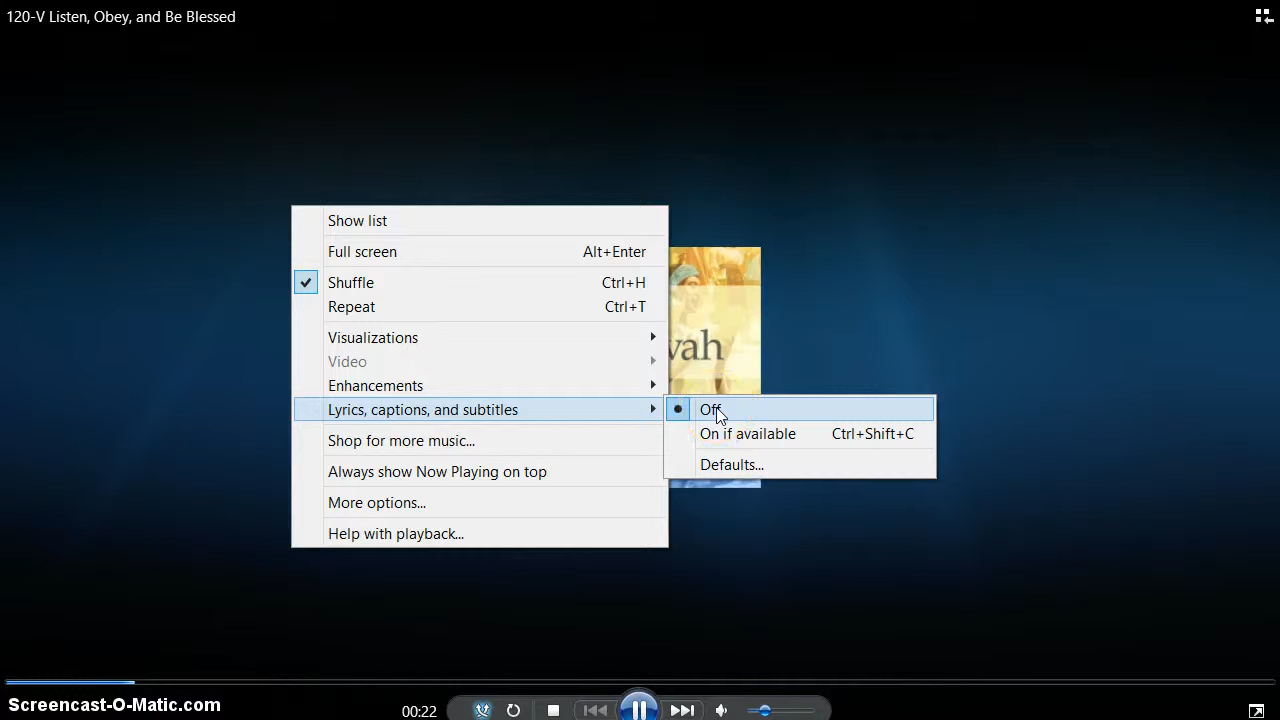 120-V Listen, Obey, and Be Blessed
Show list
Full screen Alt+Enter
Shuffle Ctrl+H
Repeat Ctrl+T
Visualizations
Video
Enhancements
Lyrics, captions, and subtitles
Shop for more music...
Always show Now Playing on top
More options...
Help with playback...
vah
Off
On if available Ctrl+Shift+C
Defaults...
Screencast-O-Matic.com
00:22